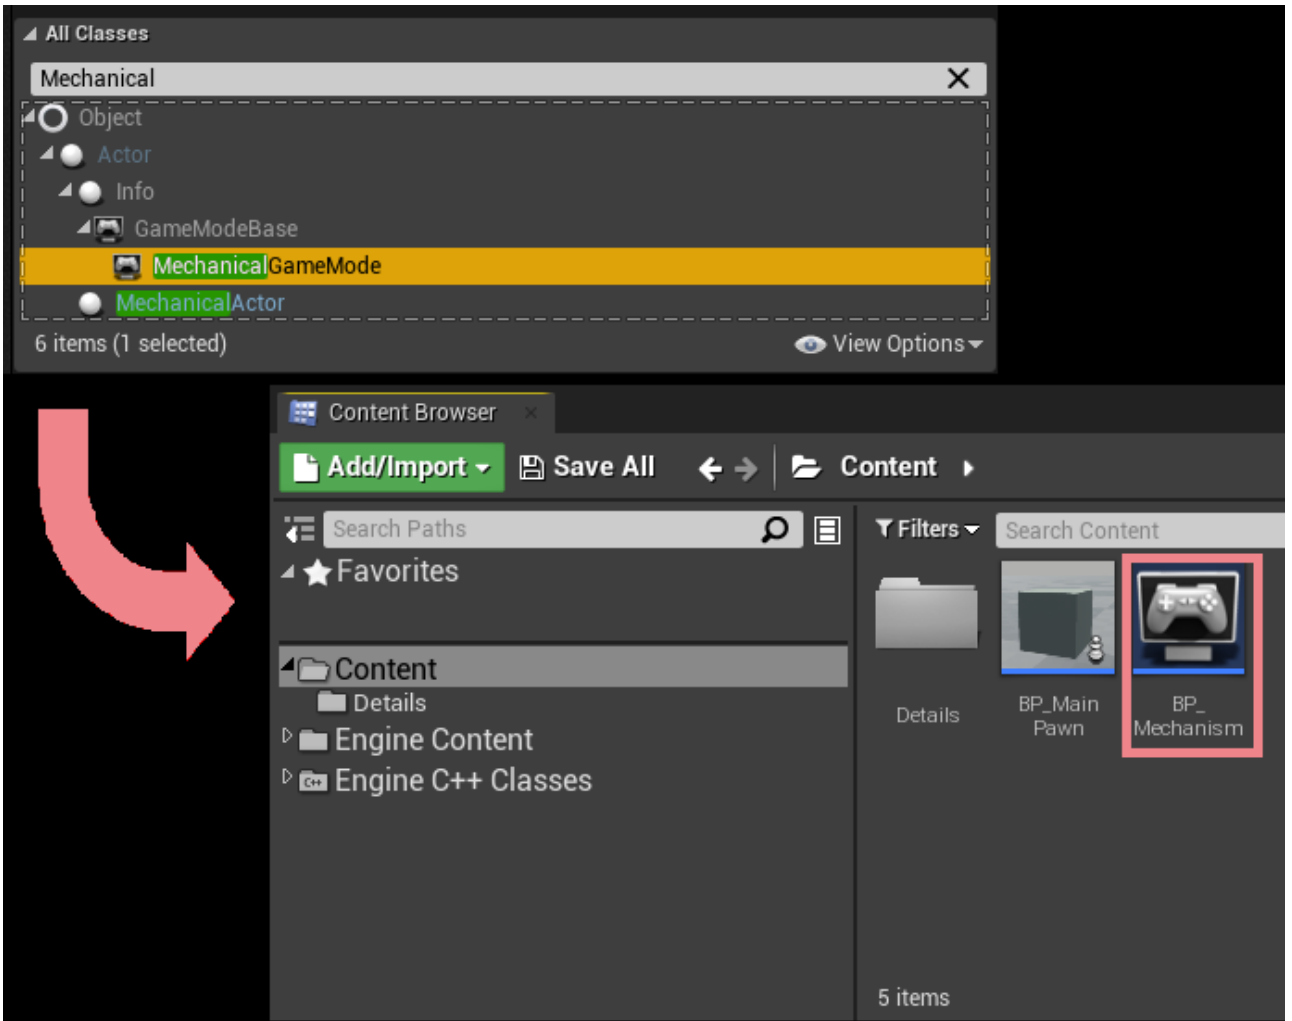 All Classes
Mechanical
Object
Actor
Info
GameModeBase
MechanicalGameMode
MechanicalActor
6 items (1 selected)
View Options
Content Browser
Add/Import
Save All
Content
Search Paths
Filters
Search Content
Favorites
Content
Details
Engine Content
C++
Engine C++ Classes
Details
BP_Main
Pawn
BP_
Mechanism
5 items